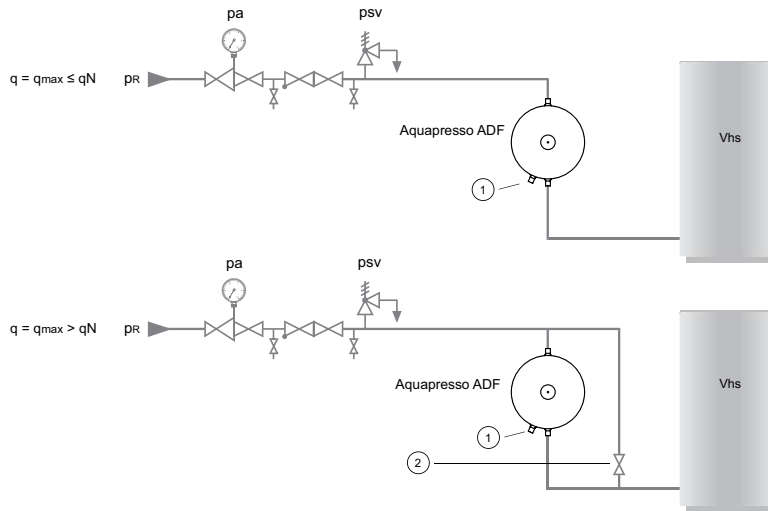 pa
psv
q = qmax ≤ qN
pR
Aquapresso ADF
Vhs
1
pa
psv
q = qmax > qN
pR
Aquapresso ADF
Vhs
1
2